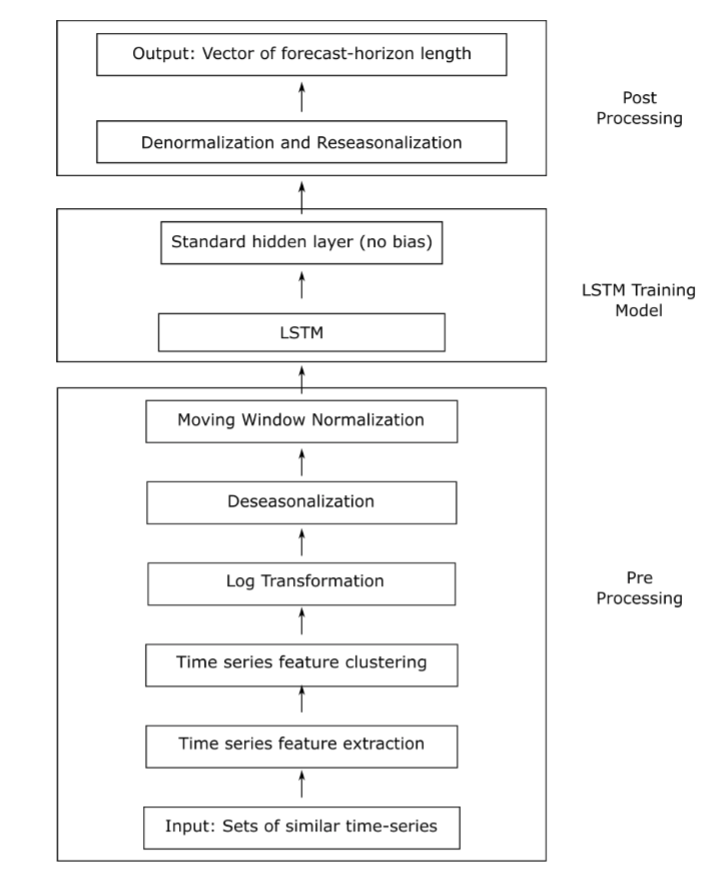 Output: Vector of forecast-horizon length
Denormalization and Reseasonalization
Post
Processing
Standard hidden layer (no bias)
LSTM
LSTM Training
Model
Moving Window Normalization
Deseasonalization
Log Transformation
Time series feature clustering
Time series feature extraction
Input: Sets of similar time-series
Pre
Processing